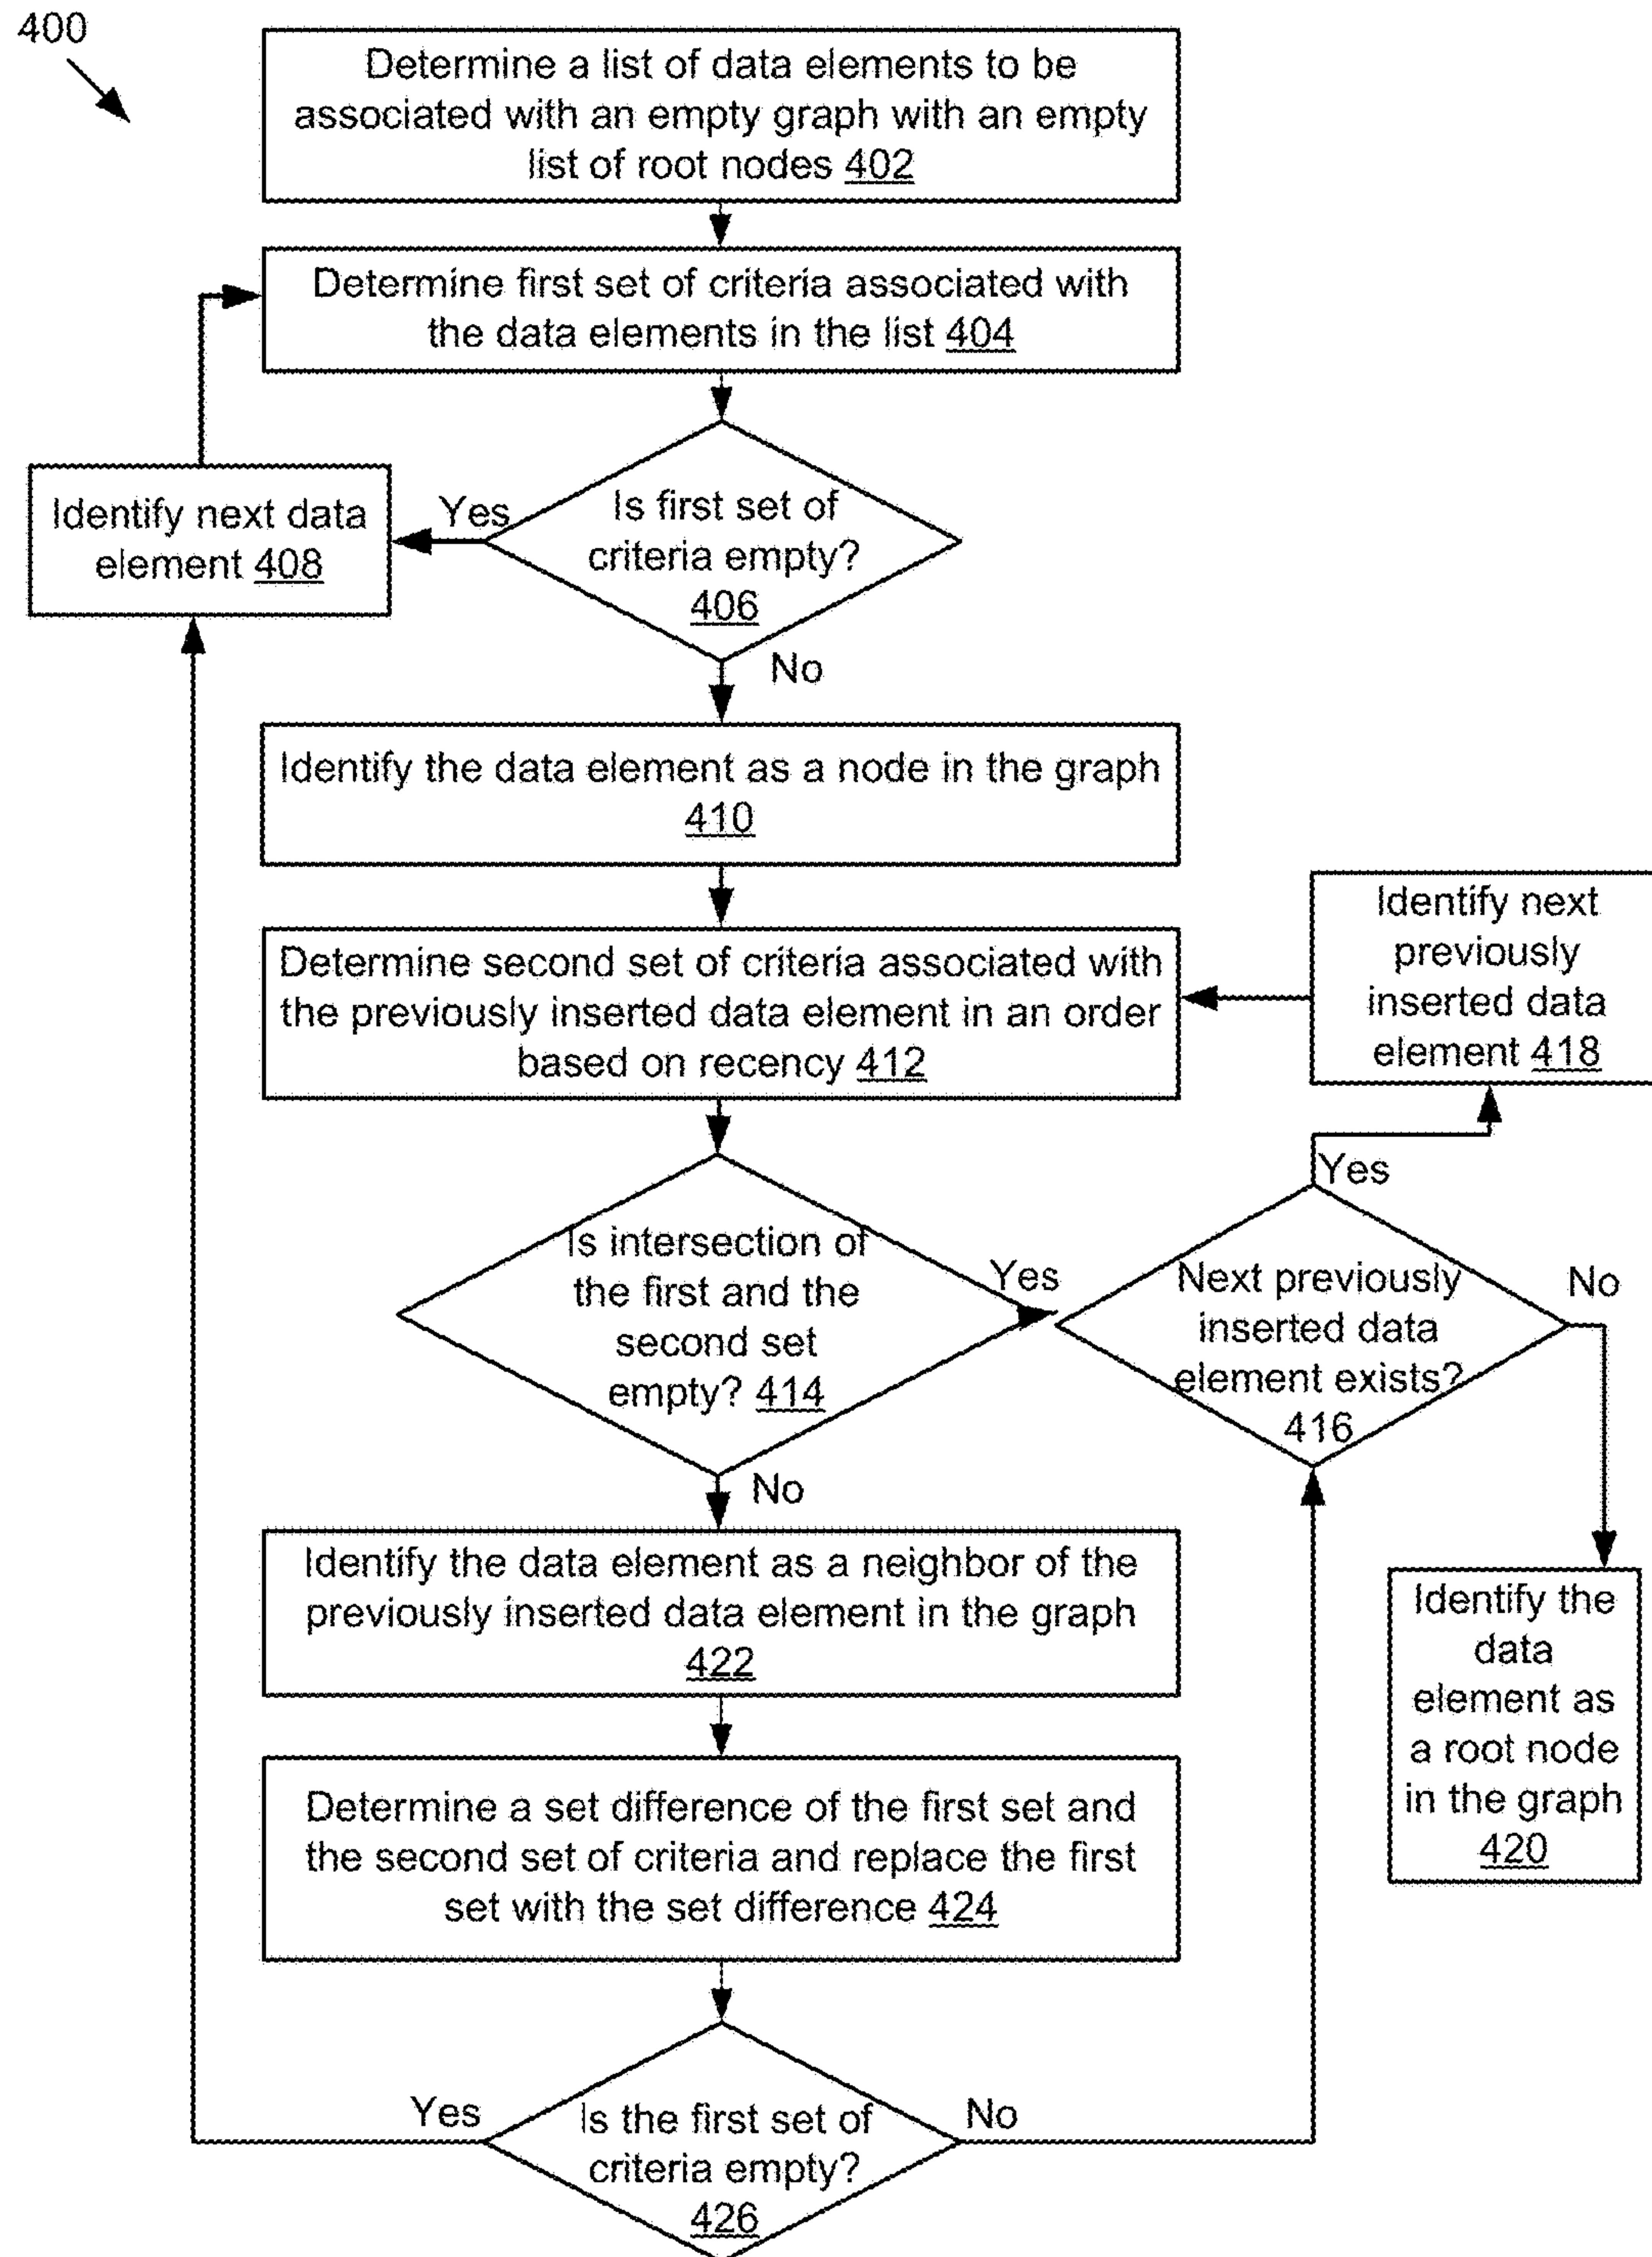 400
Determine a list of data elements to be
associated with an empty graph with an empty
list of root nodes 402
Determine first set of criteria associated with
the data elements in the list 404
Identify next data
element 408
Yes
Is first set of
criteria empty?
406
No
Identify the data element as a node in the graph
410
Determine second set of criteria associated with
the previously inserted data element in an order
based on recency 412
Identify next
previously
inserted data
element 418
Is intersection of
the first and the
second set
empty? 414
Yes
Yes
Next previously
inserted data
element exists?
416
No
No
Identify the data element as a neighbor of the
previously inserted data element in the graph
422
Identify the
data
element as
a root node
in the graph
420
Determine a set difference of the first set and
the second set of criteria and replace the first
set with the set difference 424
Yes
Is the first set of
criteria empty?
426
No